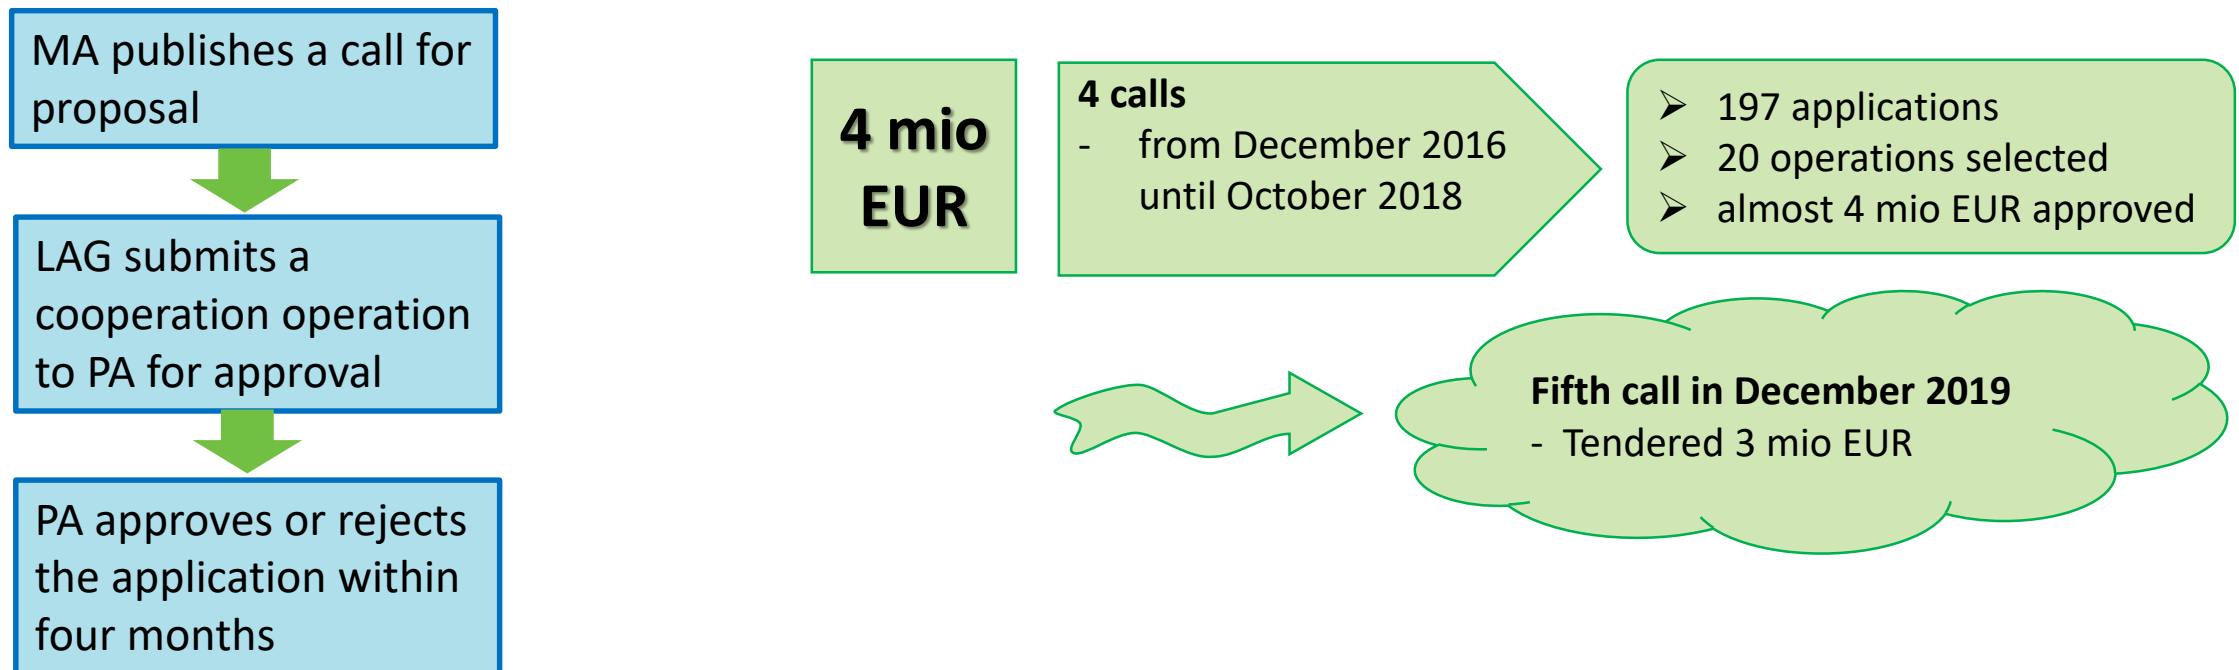 MA publishes a call for
proposal
LAG submits a
cooperation operation
to PA for approval
PA approves or rejects
the application within
four months
4 mio
EUR
4 calls
- from December 2016
until October 2018
➢ 197 applications
➢ 20 operations selected
➢ almost 4 mio EUR approved
Fifth call in December 2019
- Tendered 3 mio EUR